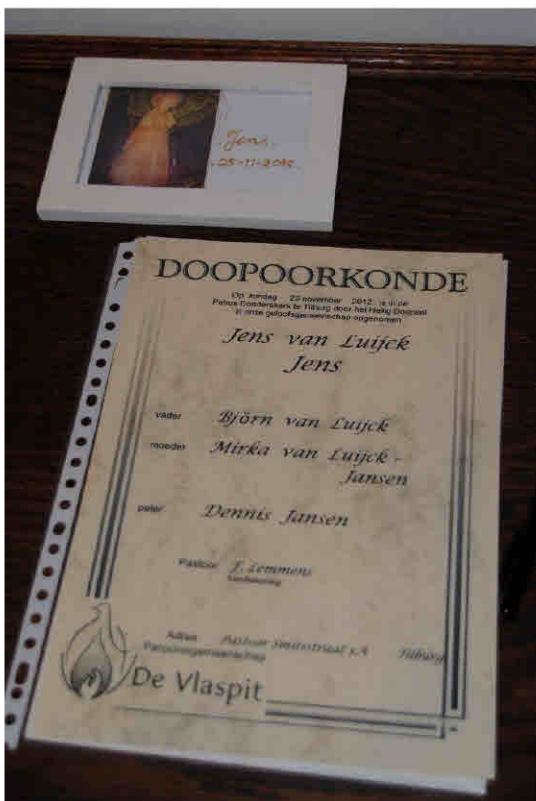 Jens
25-11-2012
DOOPOORKONDE
Op zondag 25 november 2012 is in de
Petrus Donderskerk te Tilburg door het Heilig Doopsel
in onze geloofsgemeenschap opgenomen
Jens van Luijck
Jens
vader Björn van Luijck
moeder Mirka van Luijck -
Jansen
peter Dennis Jansen
Pastoor J. Lemmens
Adres Pastoor Smitsstraat Tilburg
Parochiegemeenschap
De Vlaspit